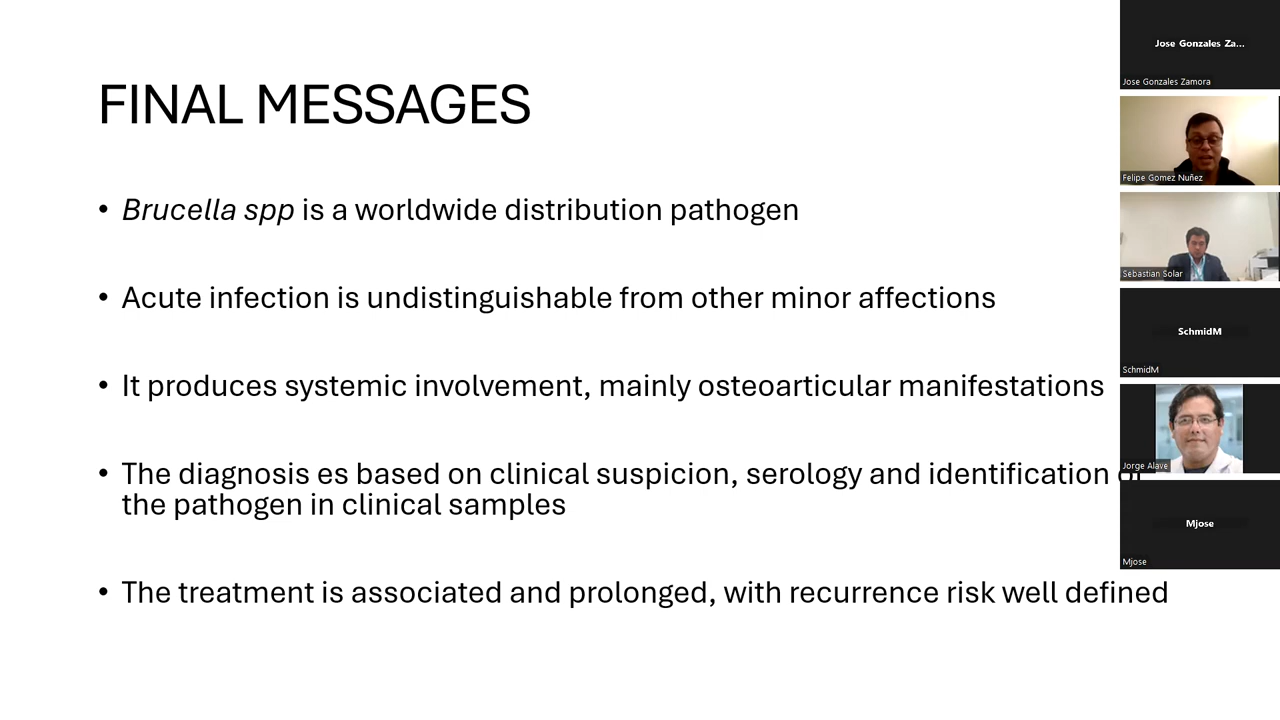 FINAL MESSAGES
• Brucella spp is a worldwide distribution pathogen
• Acute infection is undistinguishable from other minor affections
• It produces systemic involvement, mainly osteoarticular manifestations
• The diagnosis es based on clinical suspicion, serology and identification of
the pathogen in clinical samples
• The treatment is associated and prolonged, with recurrence risk well defined
Jose Gonzales Za...
Jose Gonzales Zamora
Felipe Gomez Nuñez
Sebastian Solar
SchmidM
SchmidM
Jorge Alave
Mjose
Mjose